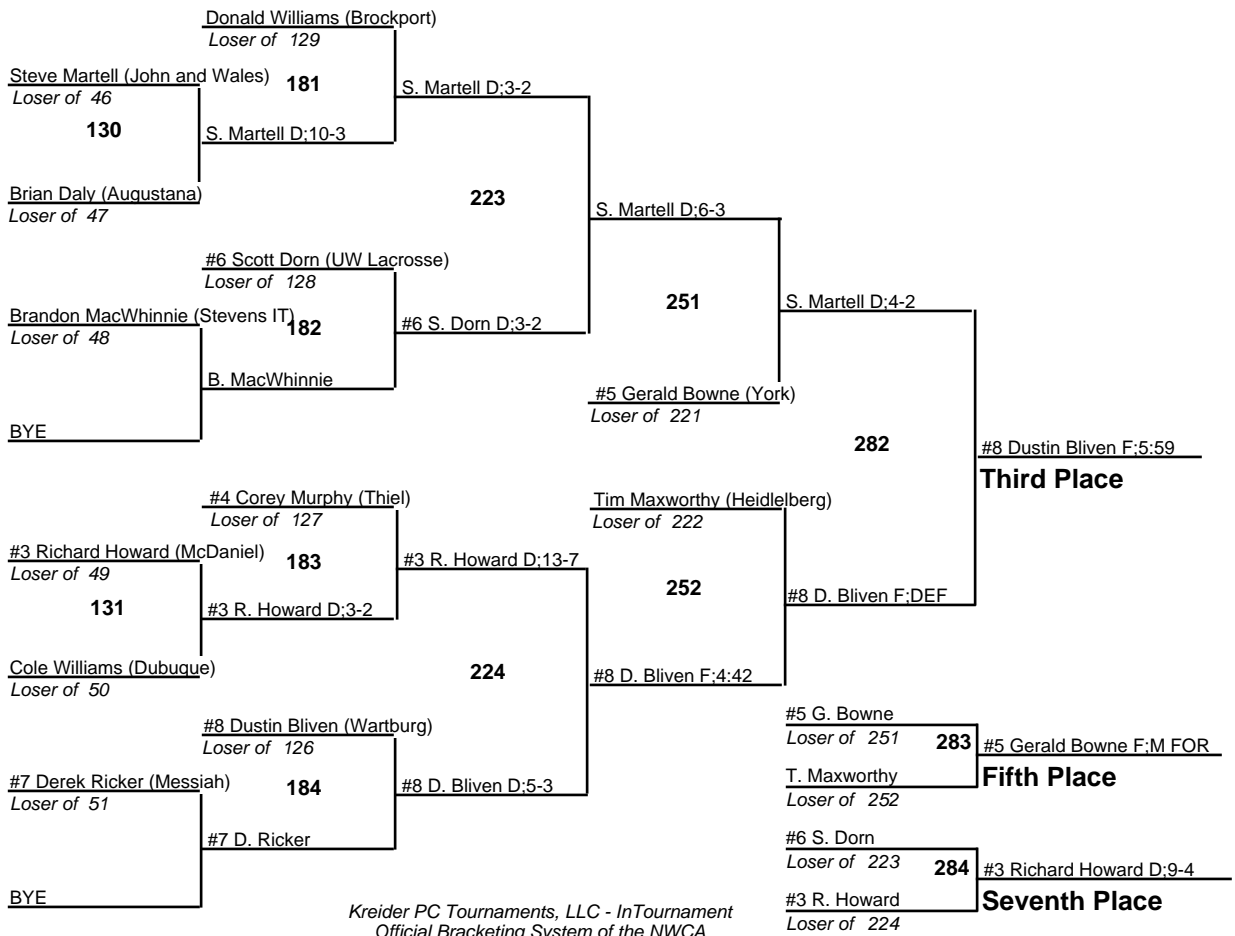 Donald Williams (Brockport)
Loser of 129
Steve Martell (John and Wales)
Loser of 46
181
S. Martell D;3-2
130
S. Martell D;10-3
Brian Daly (Augustana)
Loser of 47
223
S. Martell D;6-3
#6 Scott Dorn (UW Lacrosse)
Loser of 128
Brandon MacWhinnie (Stevens IT)
Loser of 48
182
#6 S. Dorn D;3-2
251
S. Martell D;4-2
B. MacWhinnie
#5 Gerald Bowne (York)
Loser of 221
BYE
282
#8 Dustin Bliven F;5:59
Third Place
#4 Corey Murphy (Thiel)
Loser of 127
Tim Maxworthy (Heidlelberg)
Loser of 222
#3 Richard Howard (McDaniel)
Loser of 49
183
#3 R. Howard D;13-7
252
131
#3 R. Howard D;3-2
#8 D. Bliven F;DEF
Cole Williams (Dubuque)
Loser of 50
224
#8 D. Bliven F;4:42
#8 Dustin Bliven (Wartburg)
Loser of 126
#5 G. Bowne
Loser of 251
283
#5 Gerald Bowne F;M FOR
Fifth Place
#7 Derek Ricker (Messiah)
Loser of 51
184
#8 D. Bliven D;5-3
T. Maxworthy
Loser of 252
#7 D. Ricker
#6 S. Dorn
Loser of 223
284
#3 Richard Howard D;9-4
Seventh Place
BYE
#3 R. Howard
Loser of 224
Kreider PC Tournaments, LLC - InTournament
Official Bracketing System of the NWCA